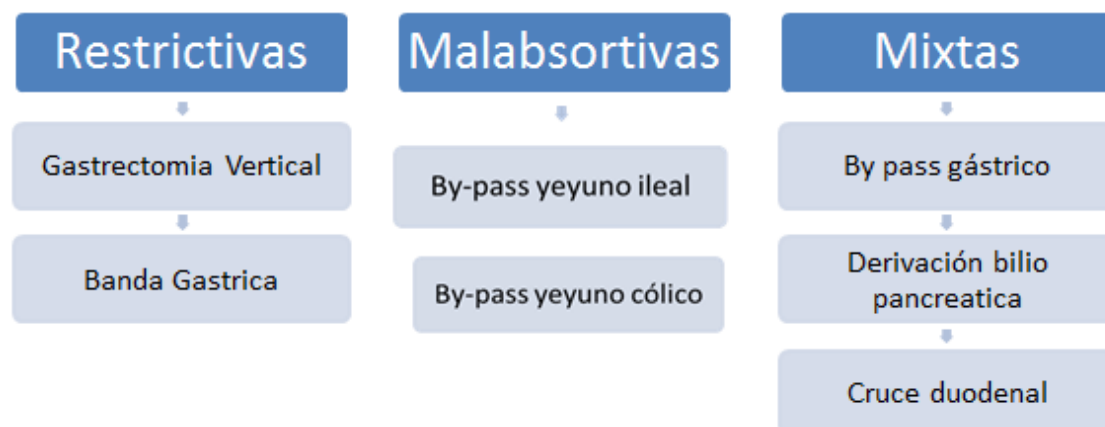 Restrictivas
Gastrectomia Vertical
Banda Gastrica
Malabsortivas
By-pass yeyuno ileal
By-pass yeyuno cólico
Mixtas
By pass gástrico
Derivación bilio
pancreatica
Cruce duodenal